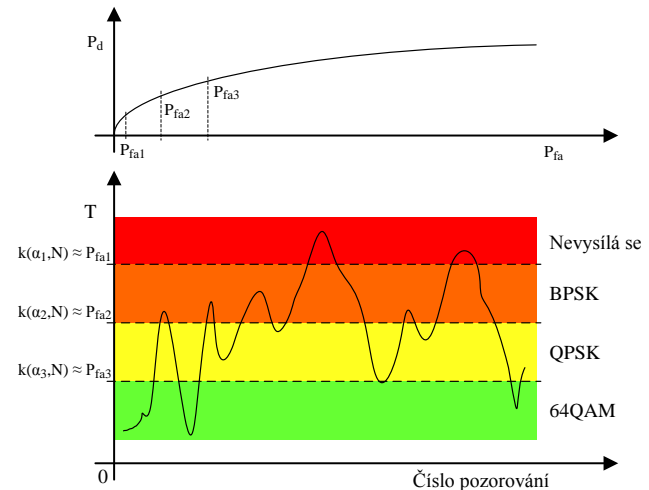 P_d
P_fa1
P_fa2
P_fa3
P_fa
T
k(α₁,N) ≈ P_fa1
Nevysílá se
BPSK
k(α₂,N) ≈ P_fa2
QPSK
k(α₃,N) ≈ P_fa3
64QAM
0
Číslo pozorování